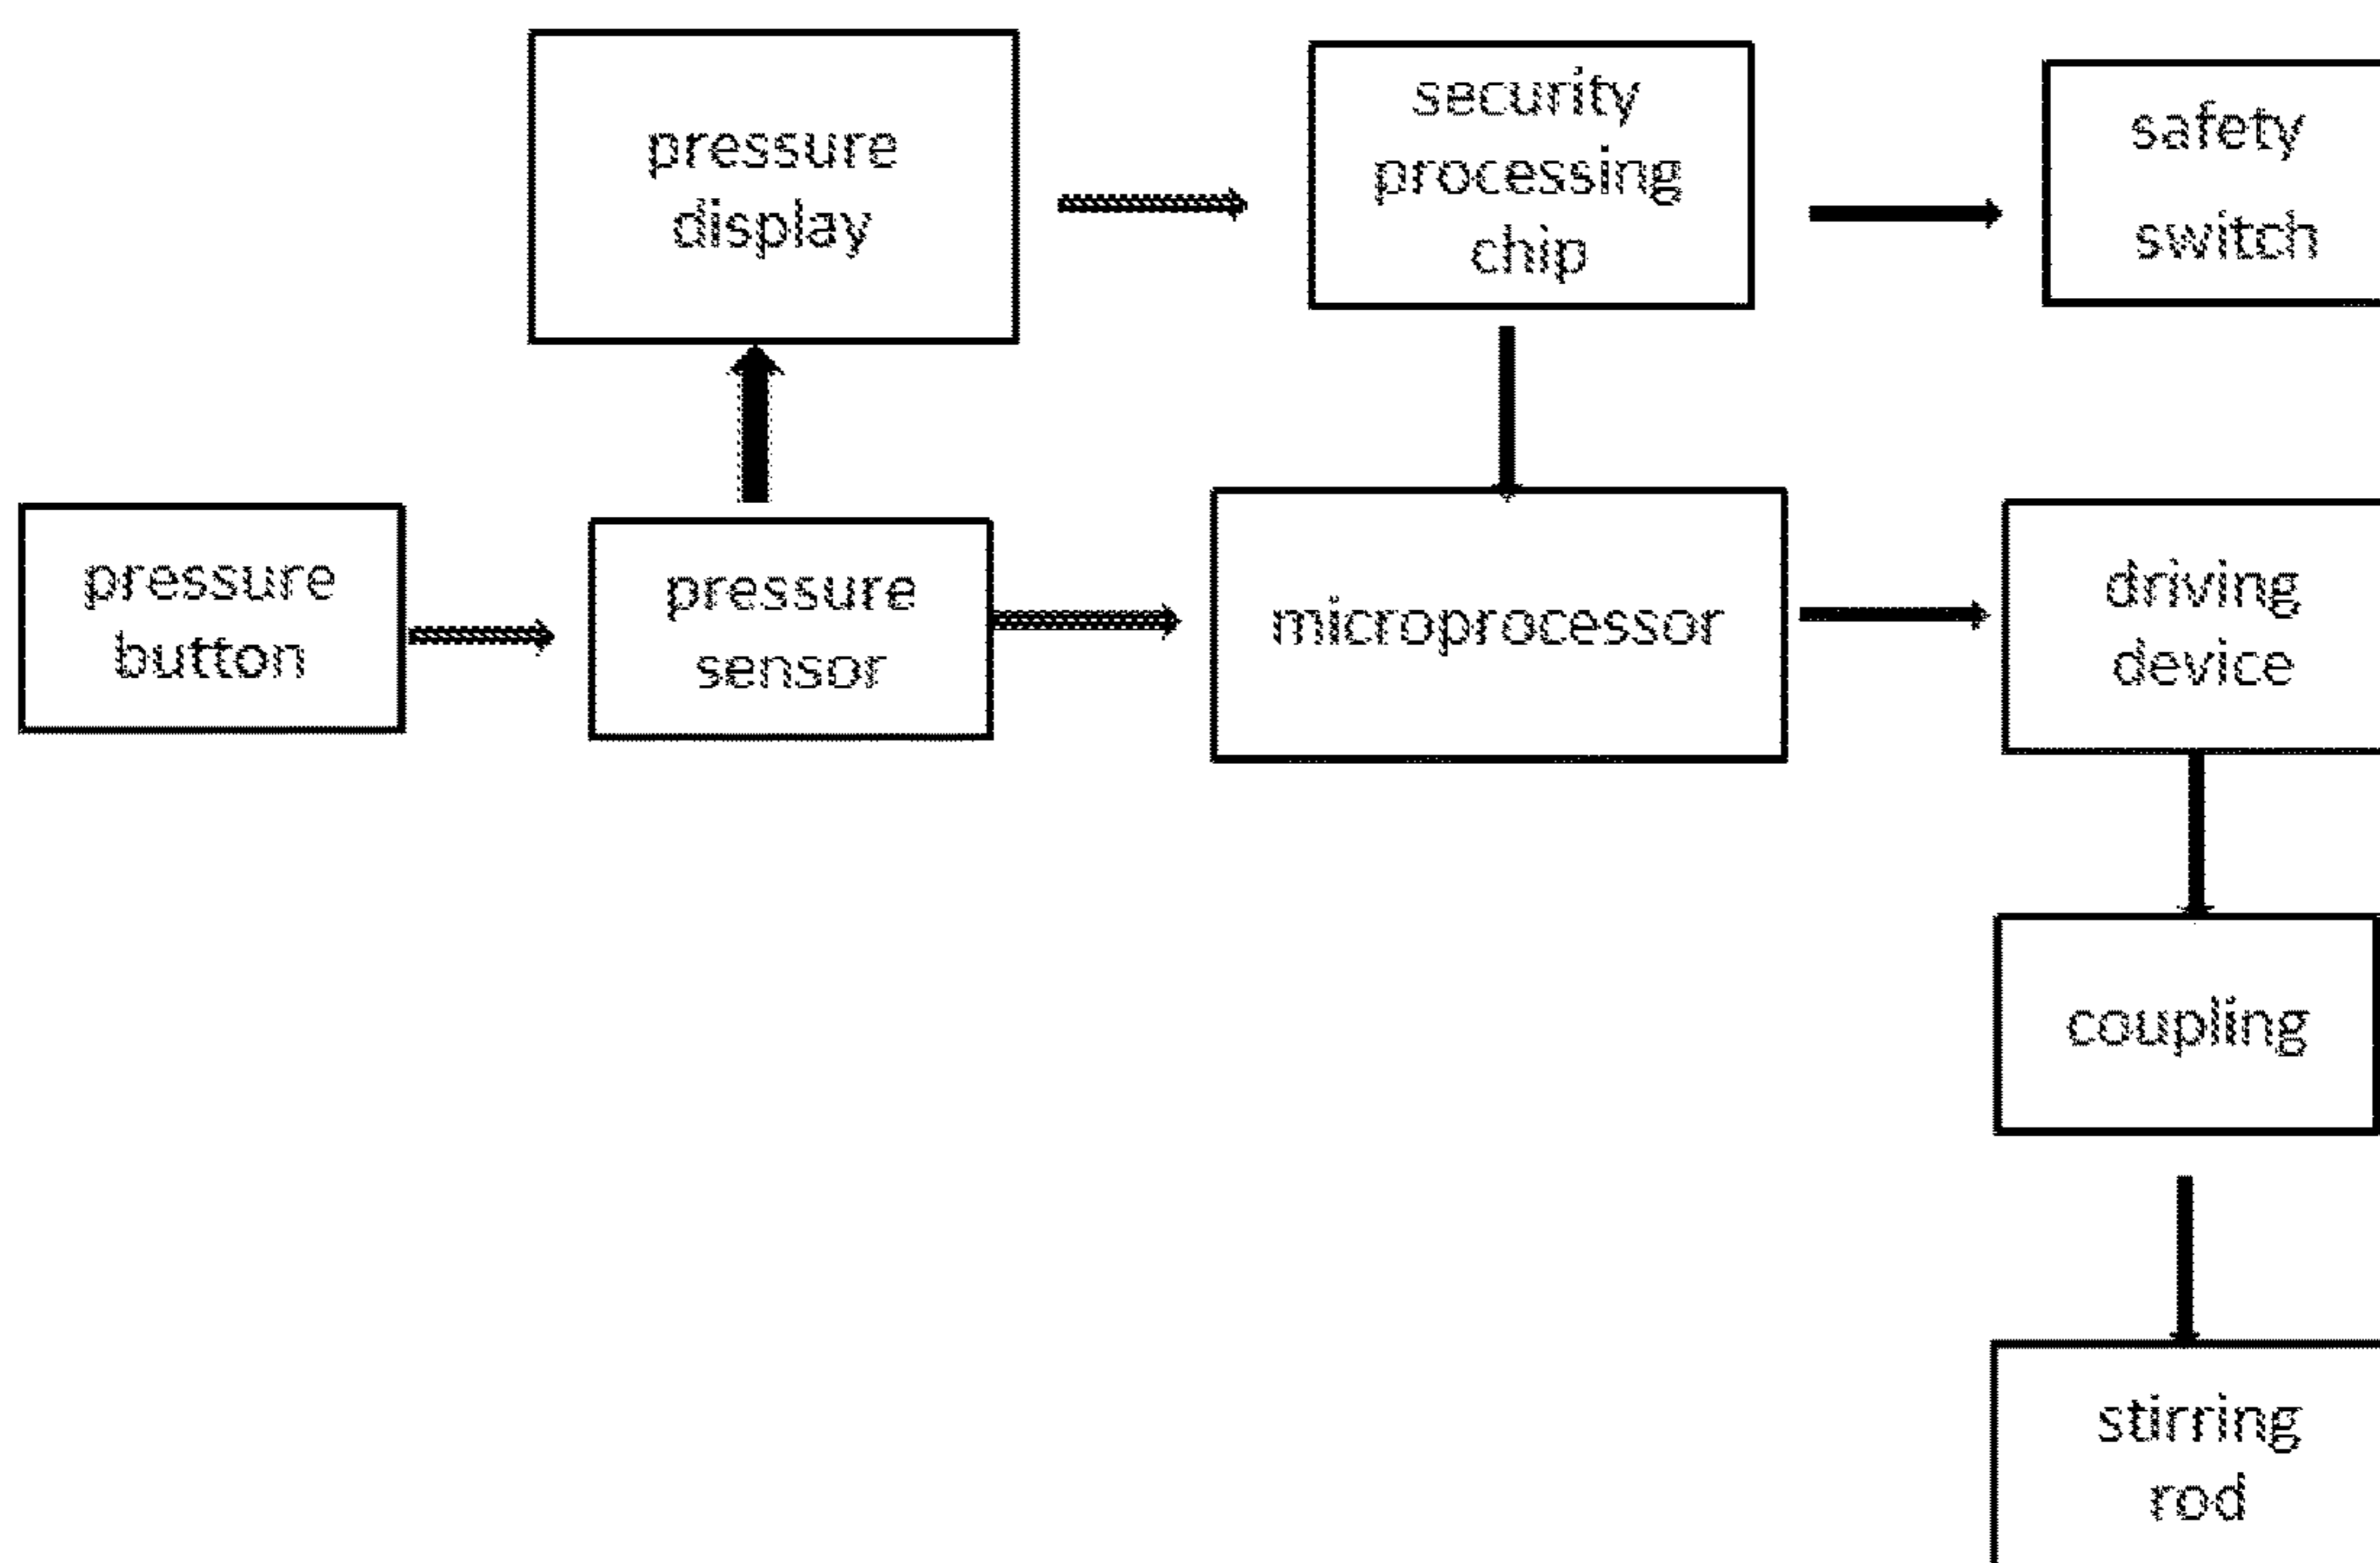 pressure
display
security
processing
chip
safety
switch
pressure
button
pressure
sensor
microprocessor
driving
device
coupling
stirring
rod